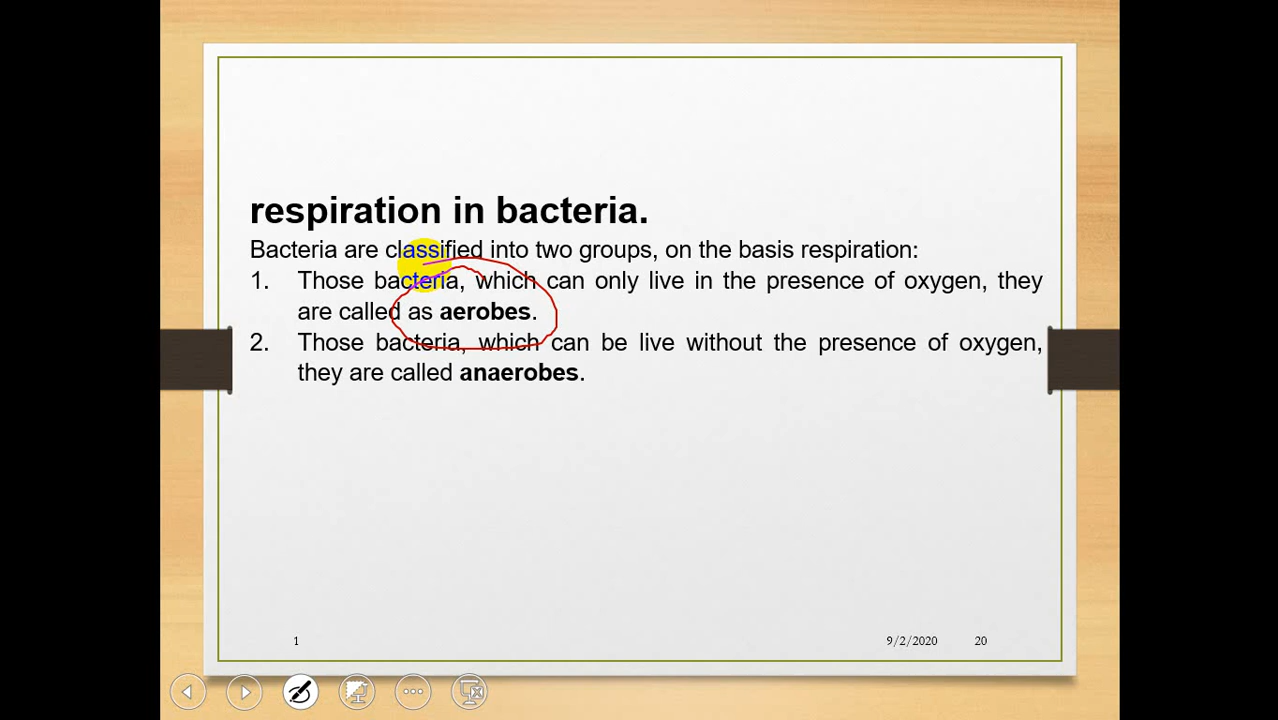 respiration in bacteria.
Bacteria are classified into two groups, on the basis respiration:
1. Those bacteria, which can only live in the presence of oxygen, they
are called as aerobes.
2. Those bacteria, which can be live without the presence of oxygen,
they are called anaerobes.
1 9/2/2020 20